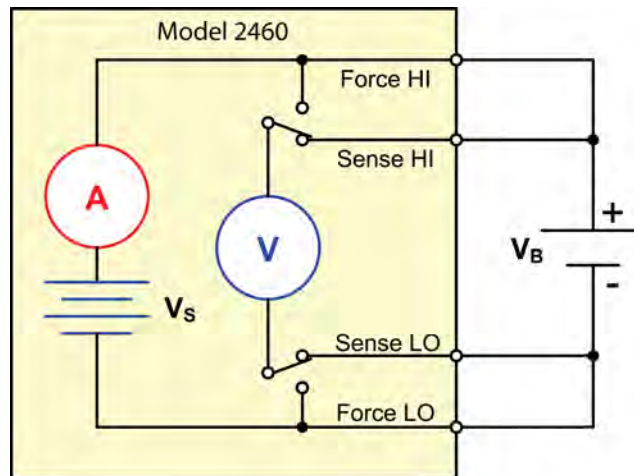 Model 2460
Force HI
Sense HI
A
V
VS
+
VB
-
Sense LO
Force LO